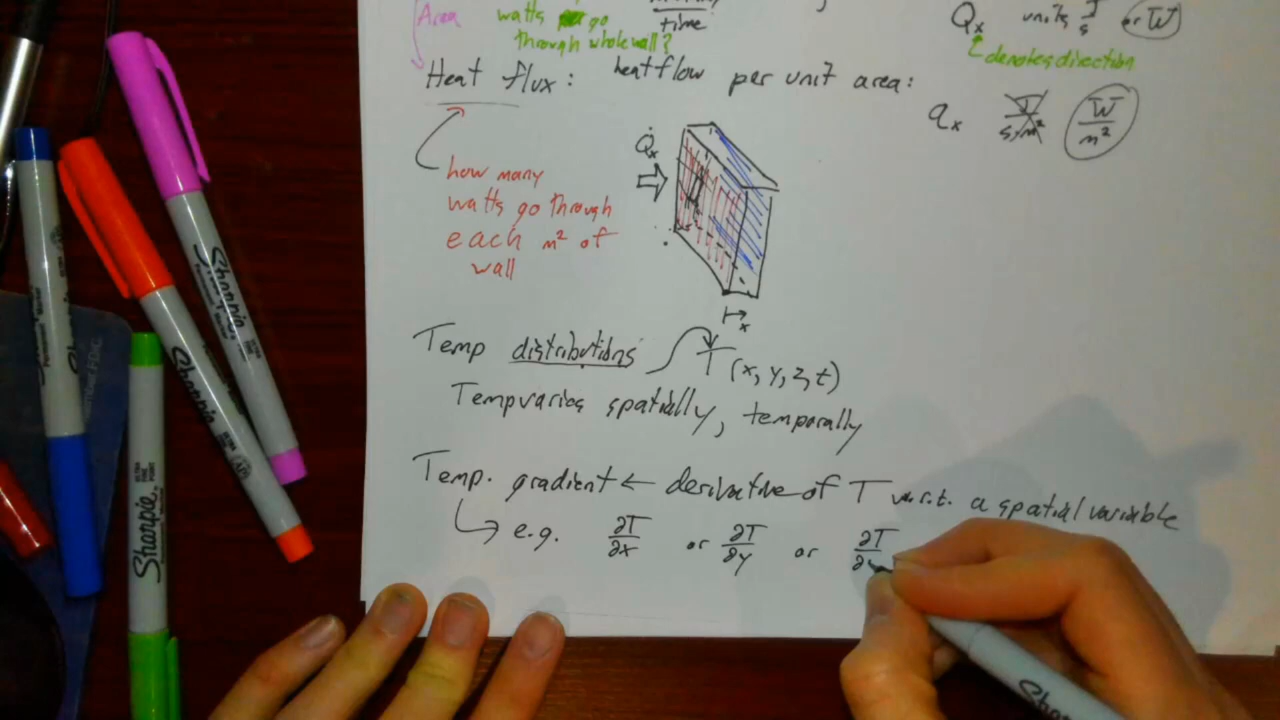 Area
watts go
through whole wall?
time
Q̇x units J/s or W
denotes direction
Heat flux: heat flow per unit area:
qx J/s·m² W/m²
Q̇x
how many
watts go through
each m² of
wall
x
Temp distributions T(x, y, z, t)
Temp varies spatially, temporally
Temp. gradient ← derivative of T w.r.t. a spatial variable
e.g. ∂T/∂x or ∂T/∂y or ∂T/∂
Sharpie
Sharpie
Sharpie
Sharpie
FDIC